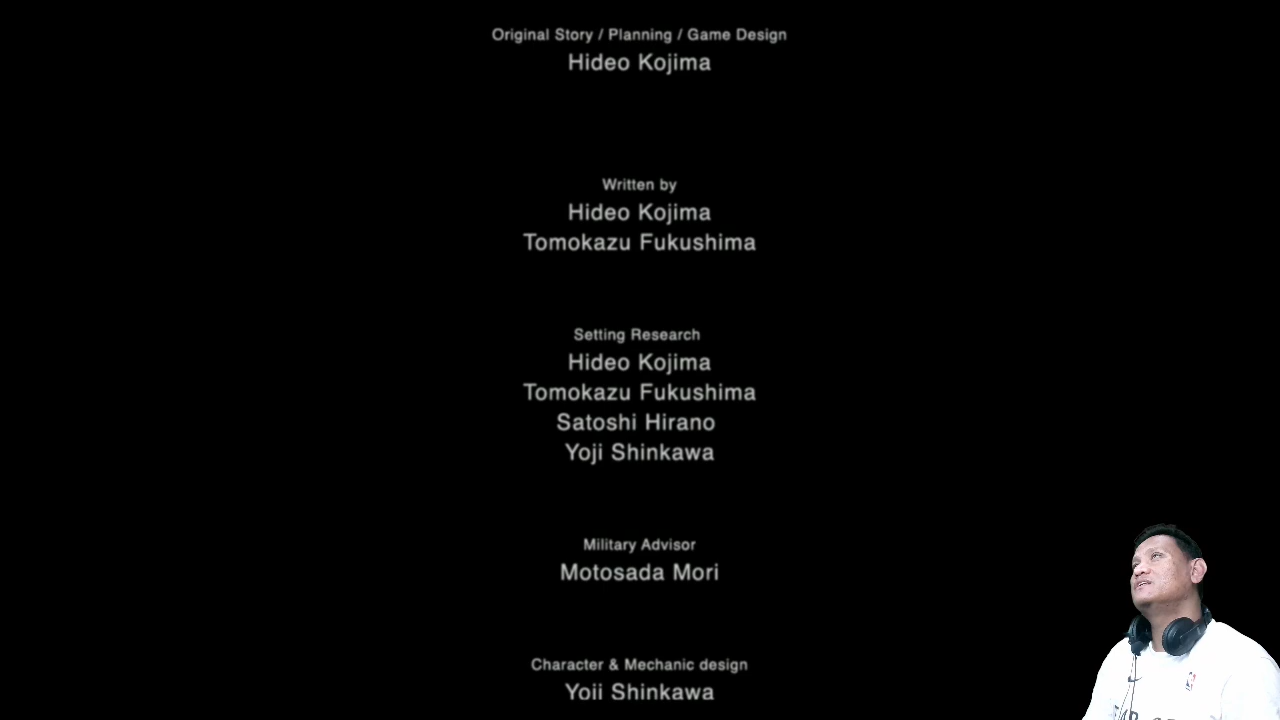 Original Story / Planning / Game Design
Hideo Kojima
Written by
Hideo Kojima
Tomokazu Fukushima
Setting Research
Hideo Kojima
Tomokazu Fukushima
Satoshi Hirano
Yoji Shinkawa
Military Advisor
Motosada Mori
Character & Mechanic design
Yoji Shinkawa